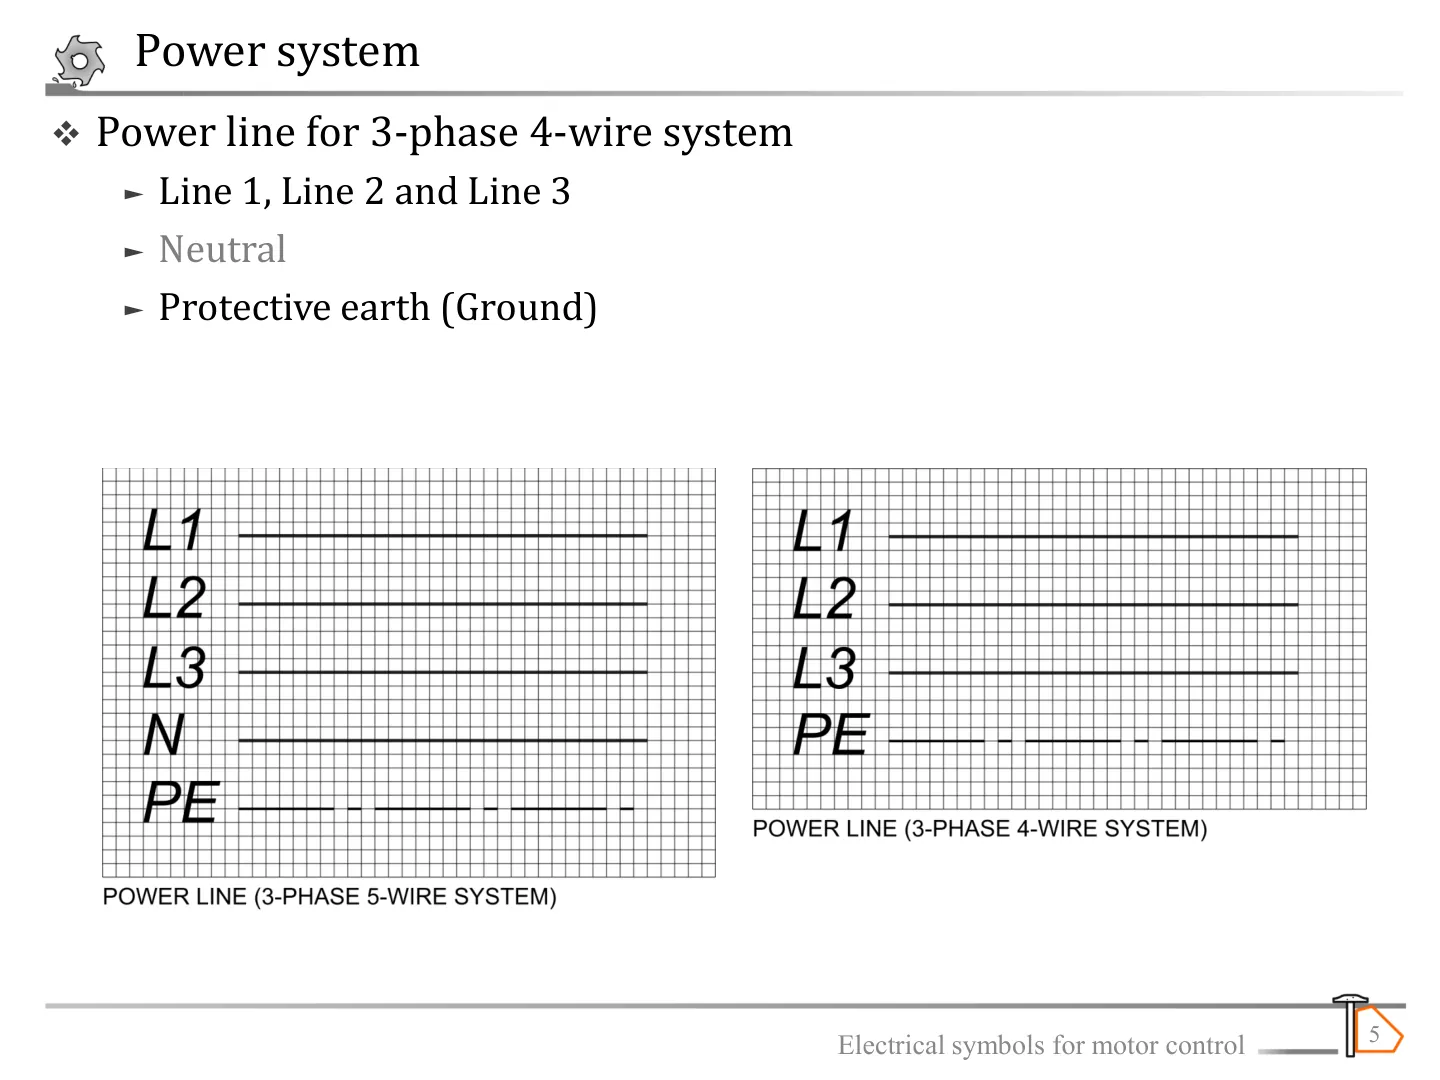 Power system
Power line for 3-phase 4-wire system
Line 1, Line 2 and Line 3
Neutral
Protective earth (Ground)
L1
L2
L3
N
PE
POWER LINE (3-PHASE 5-WIRE SYSTEM)
L1
L2
L3
PE
POWER LINE (3-PHASE 4-WIRE SYSTEM)
Electrical symbols for motor control
5